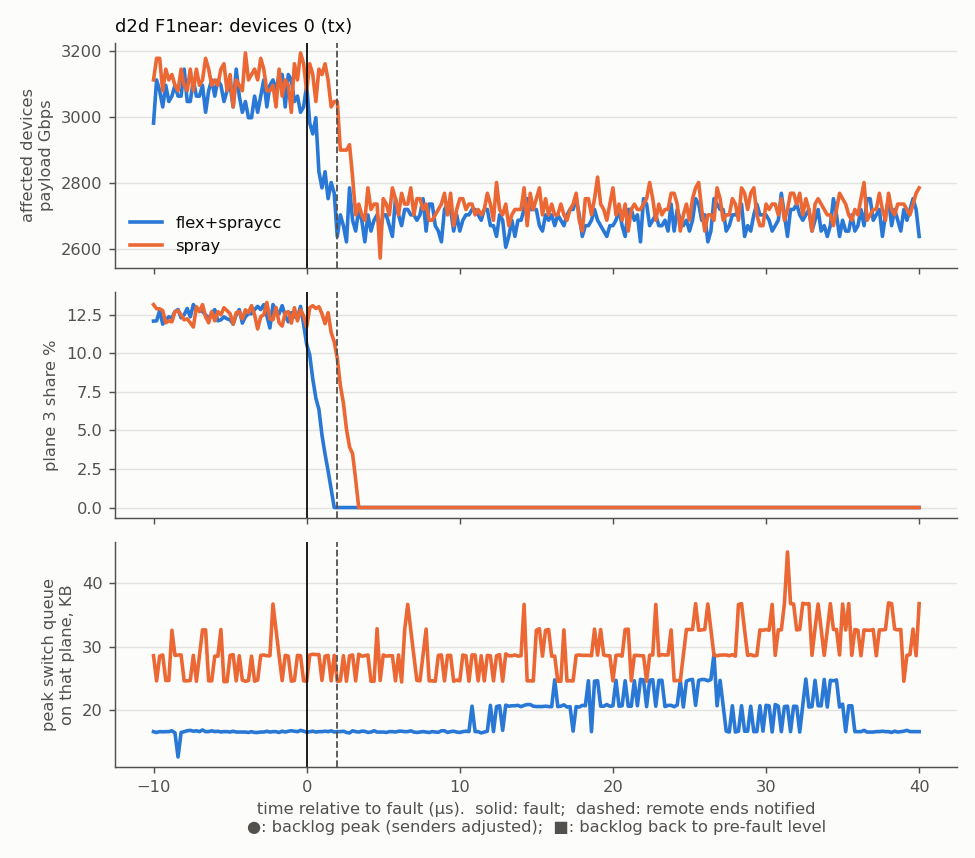 d2d F1near: devices 0 (tx)
3200
3000
2800
2600
affected devices
payload Gbps
flex+spraycc
spray
12.5
10.0
7.5
5.0
2.5
0.0
plane 3 share %
40
30
20
peak switch queue
on that plane, KB
−10
0
10
20
30
40
time relative to fault (µs).  solid: fault;  dashed: remote ends notified
●: backlog peak (senders adjusted);  ■: backlog back to pre-fault level